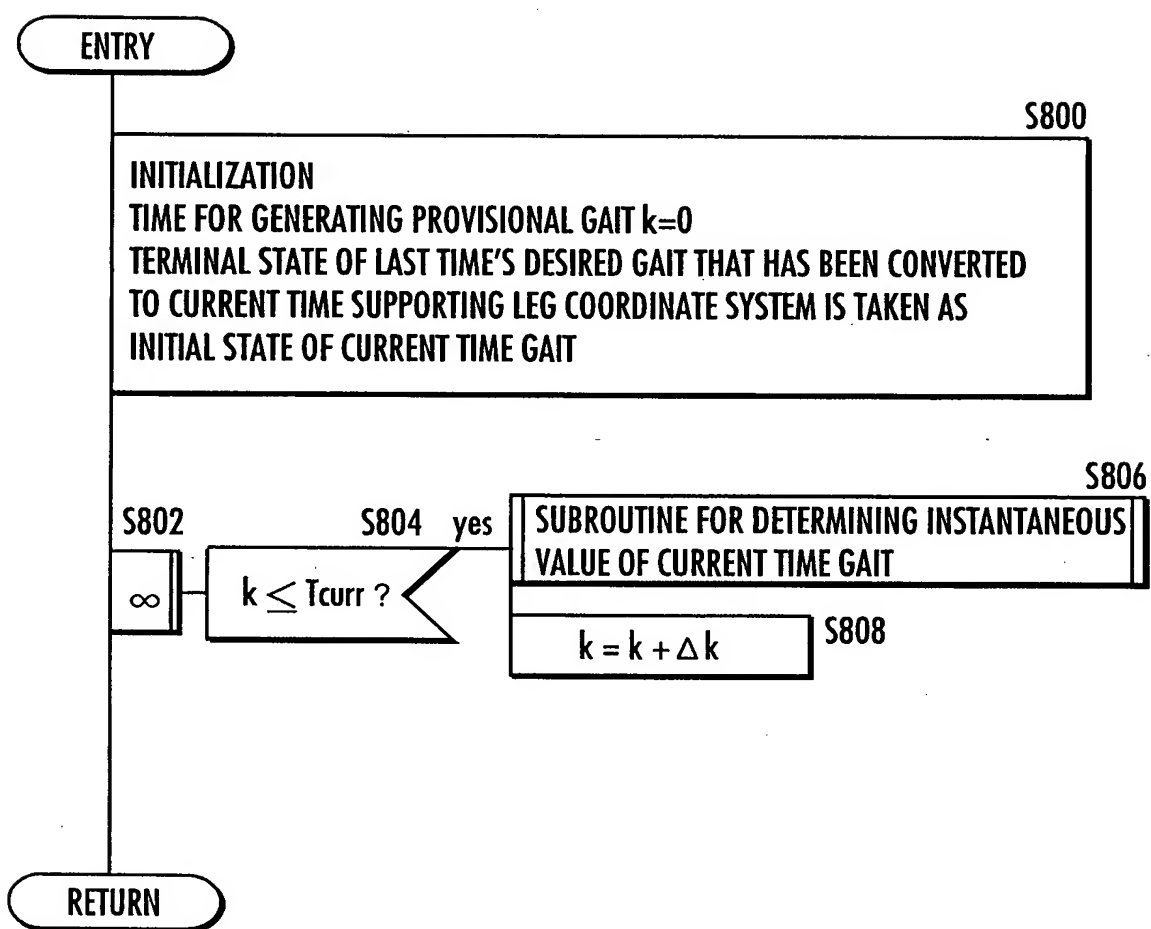 ENTRY
S800
INITIALIZATION
TIME FOR GENERATING PROVISIONAL GAIT k=0
TERMINAL STATE OF LAST TIME'S DESIRED GAIT THAT HAS BEEN CONVERTED
TO CURRENT TIME SUPPORTING LEG COORDINATE SYSTEM IS TAKEN AS
INITIAL STATE OF CURRENT TIME GAIT
S802
∞
S804 yes
k ≤ Tcurr ?
S806
SUBROUTINE FOR DETERMINING INSTANTANEOUS
VALUE OF CURRENT TIME GAIT
S808
k = k + Δk
RETURN